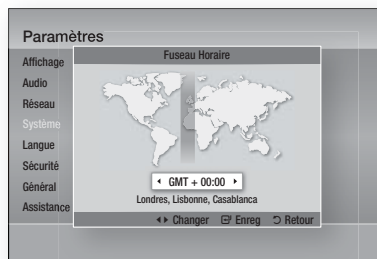 Paramètres
Fuseau Horaire
Affichage
Audio
Réseau
Système
Langue
Sécurité
Général
Assistance
GMT + 00:00
Londres, Lisbonne, Casablanca
Changer Enreg Retour